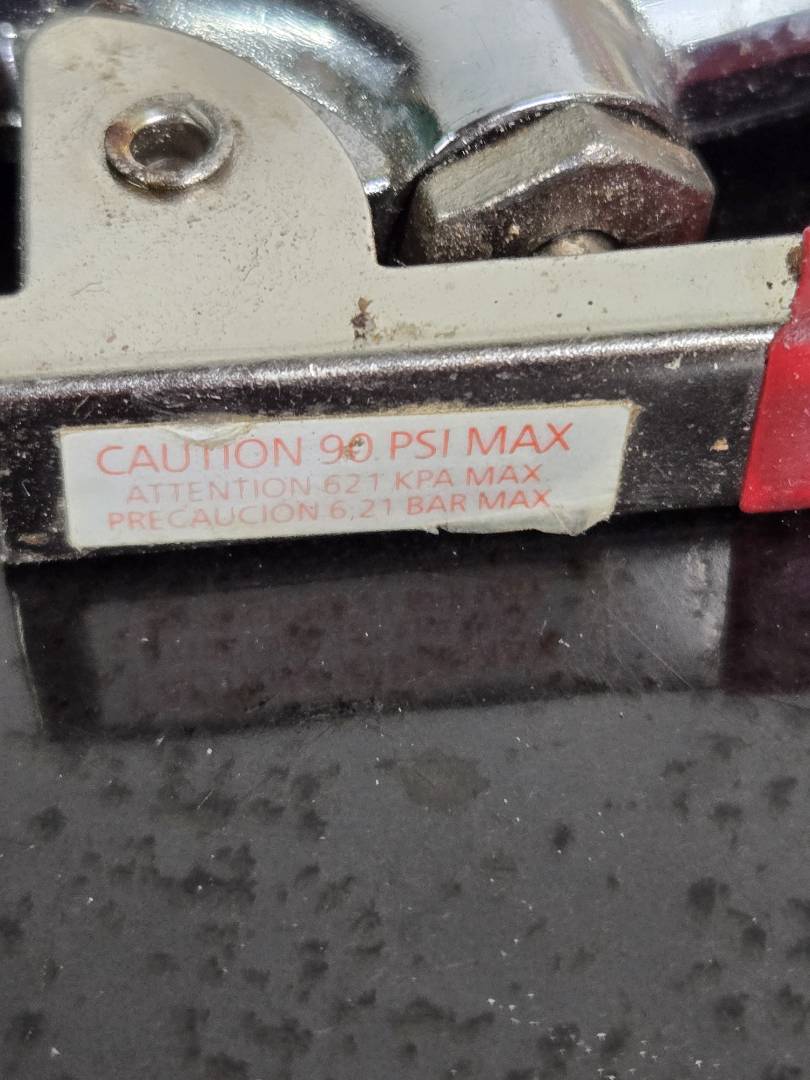 CAUTION 90 PSI MAX
ATTENTION 621 KPA MAX
PRECAUCION 6,21 BAR MAX